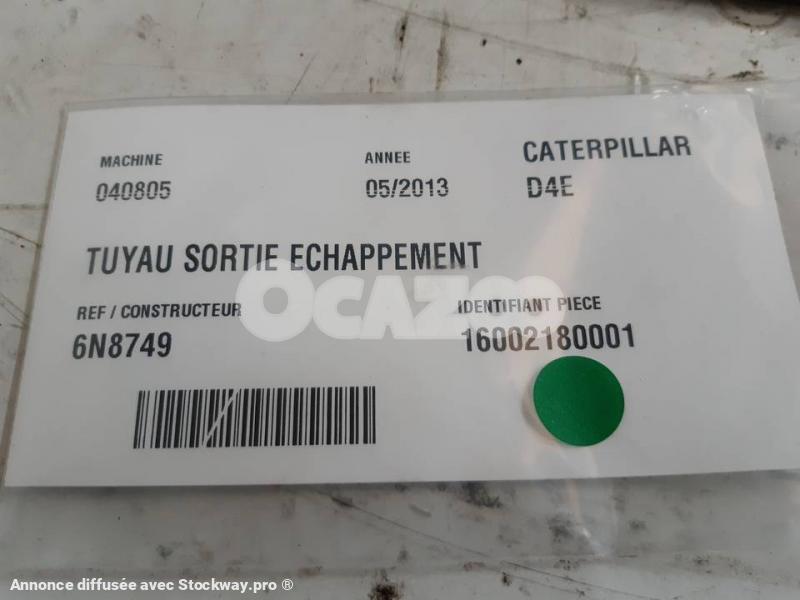 MACHINE
040805
ANNEE
05/2013
CATERPILLAR
D4E
TUYAU SORTIE ECHAPPEMENT
REF / CONSTRUCTEUR
6N8749
IDENTIFIANT PIECE
16002180001
OCAZOO
Annonce diffusée avec Stockway.pro ®